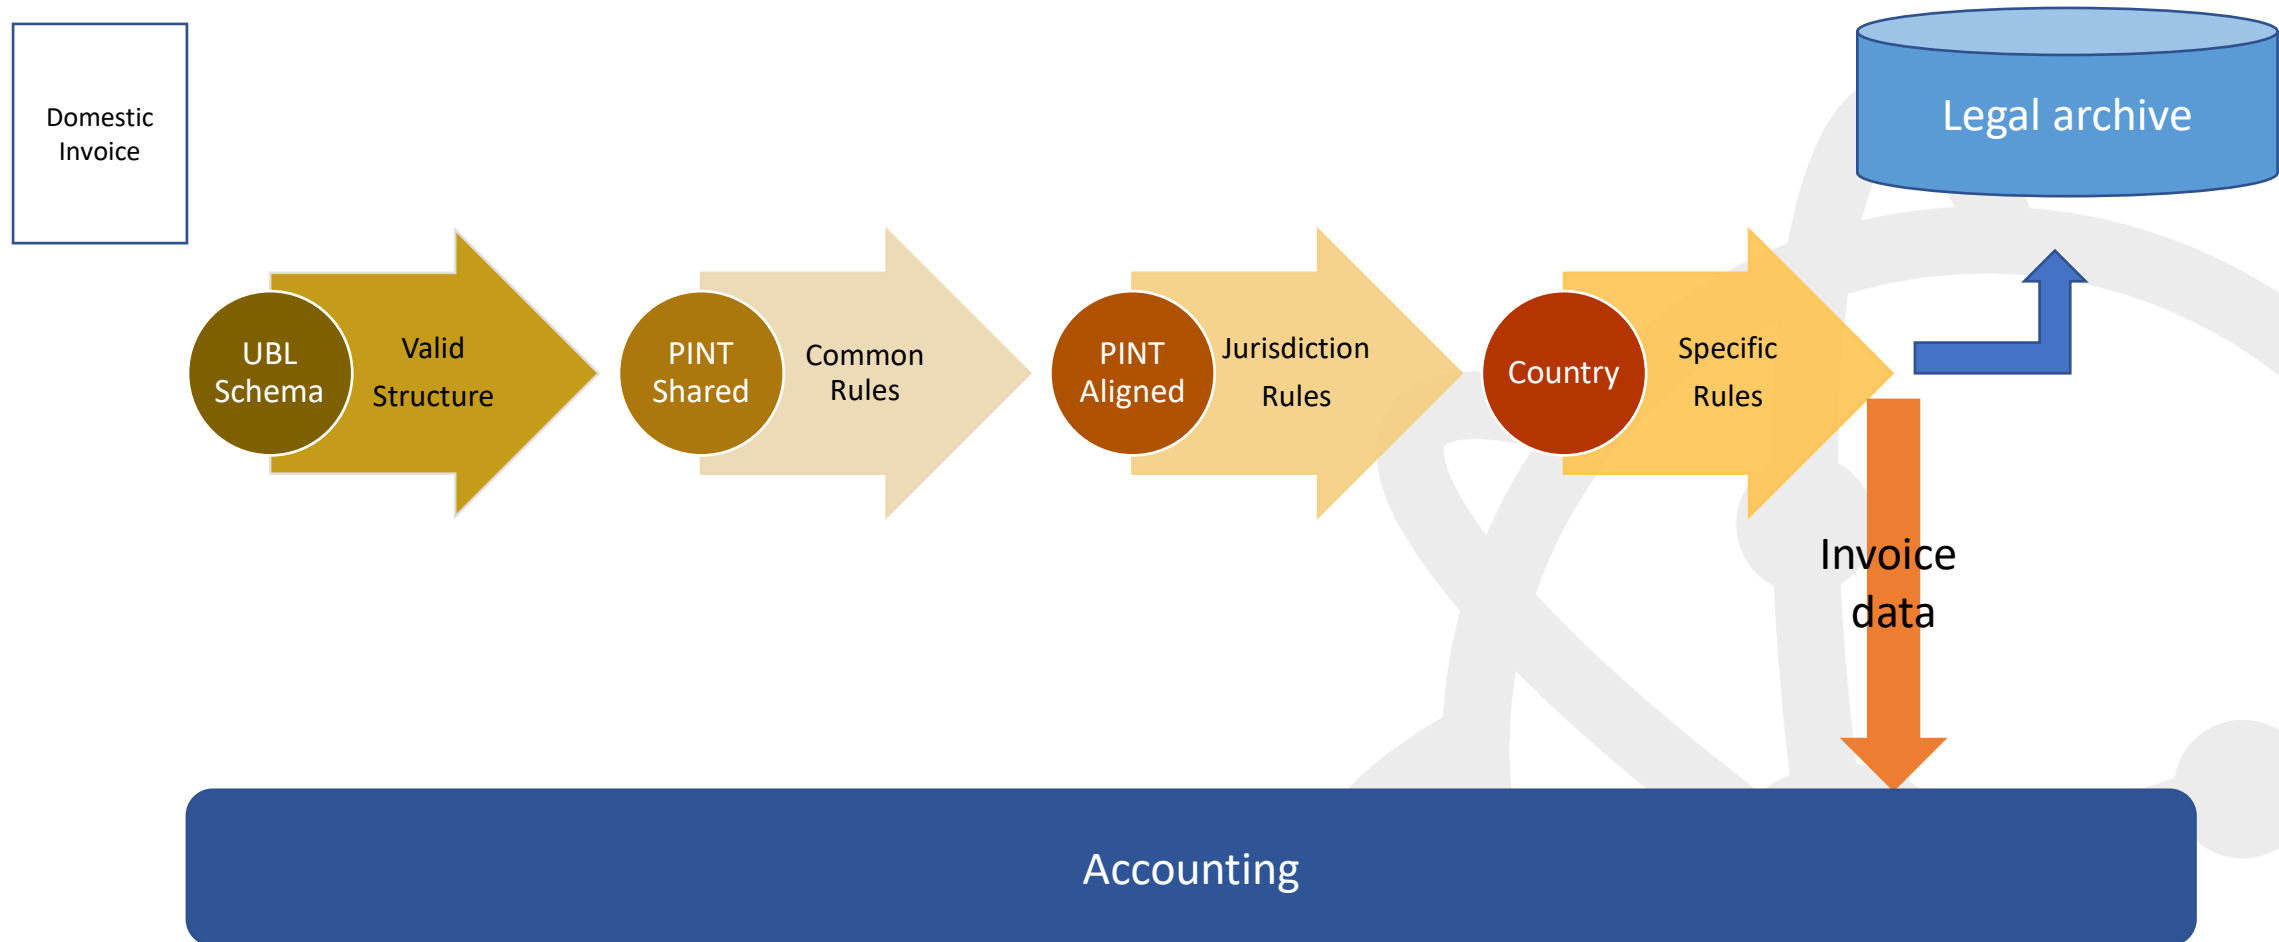 Domestic
Invoice
Legal archive
UBL
Schema
Valid
Structure
PINT
Shared
Common
Rules
PINT
Aligned
Jurisdiction
Rules
Country
Specific
Rules
Invoice
data
Accounting